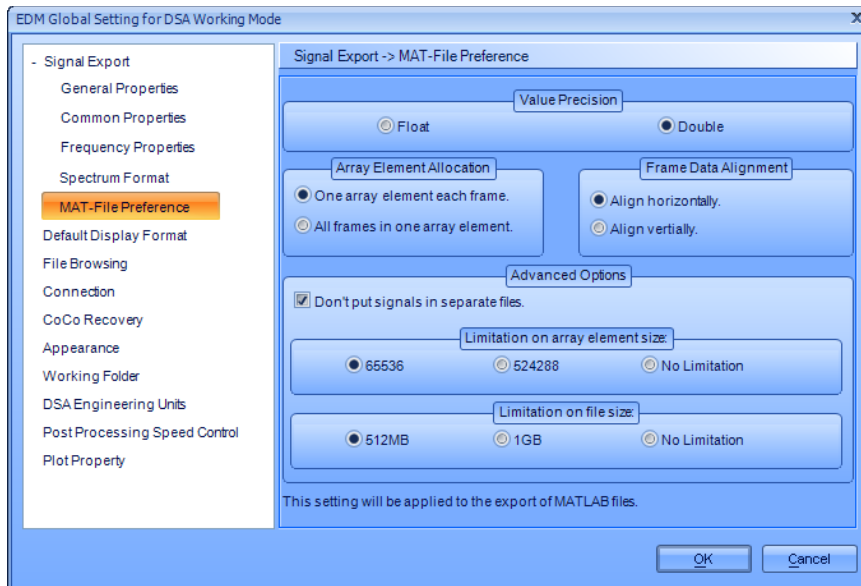 EDM Global Setting for DSA Working Mode
x
- Signal Export
General Properties
Common Properties
Frequency Properties
Spectrum Format
MAT-File Preference
Default Display Format
File Browsing
Connection
CoCo Recovery
Appearance
Working Folder
DSA Engineering Units
Post Processing Speed Control
Plot Property
Signal Export -> MAT-File Preference
Value Precision
Float Double
Array Element Allocation
One array element each frame.
All frames in one array element.
Frame Data Alignment
Align horizontally.
Align vertially.
Advanced Options
Don't put signals in separate files.
Limitation on array element size:
65536 524288 No Limitation
Limitation on file size:
512MB 1GB No Limitation
This setting will be applied to the export of MATLAB files.
OK Cancel